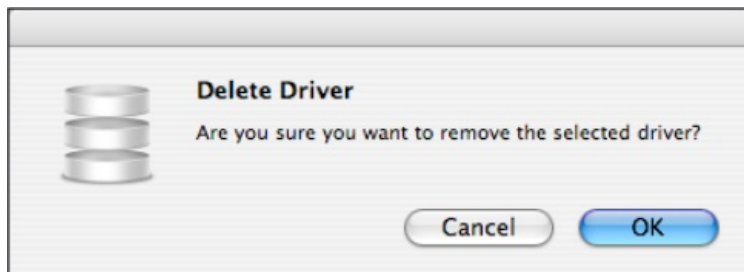 Delete Driver
Are you sure you want to remove the selected driver?
Cancel OK